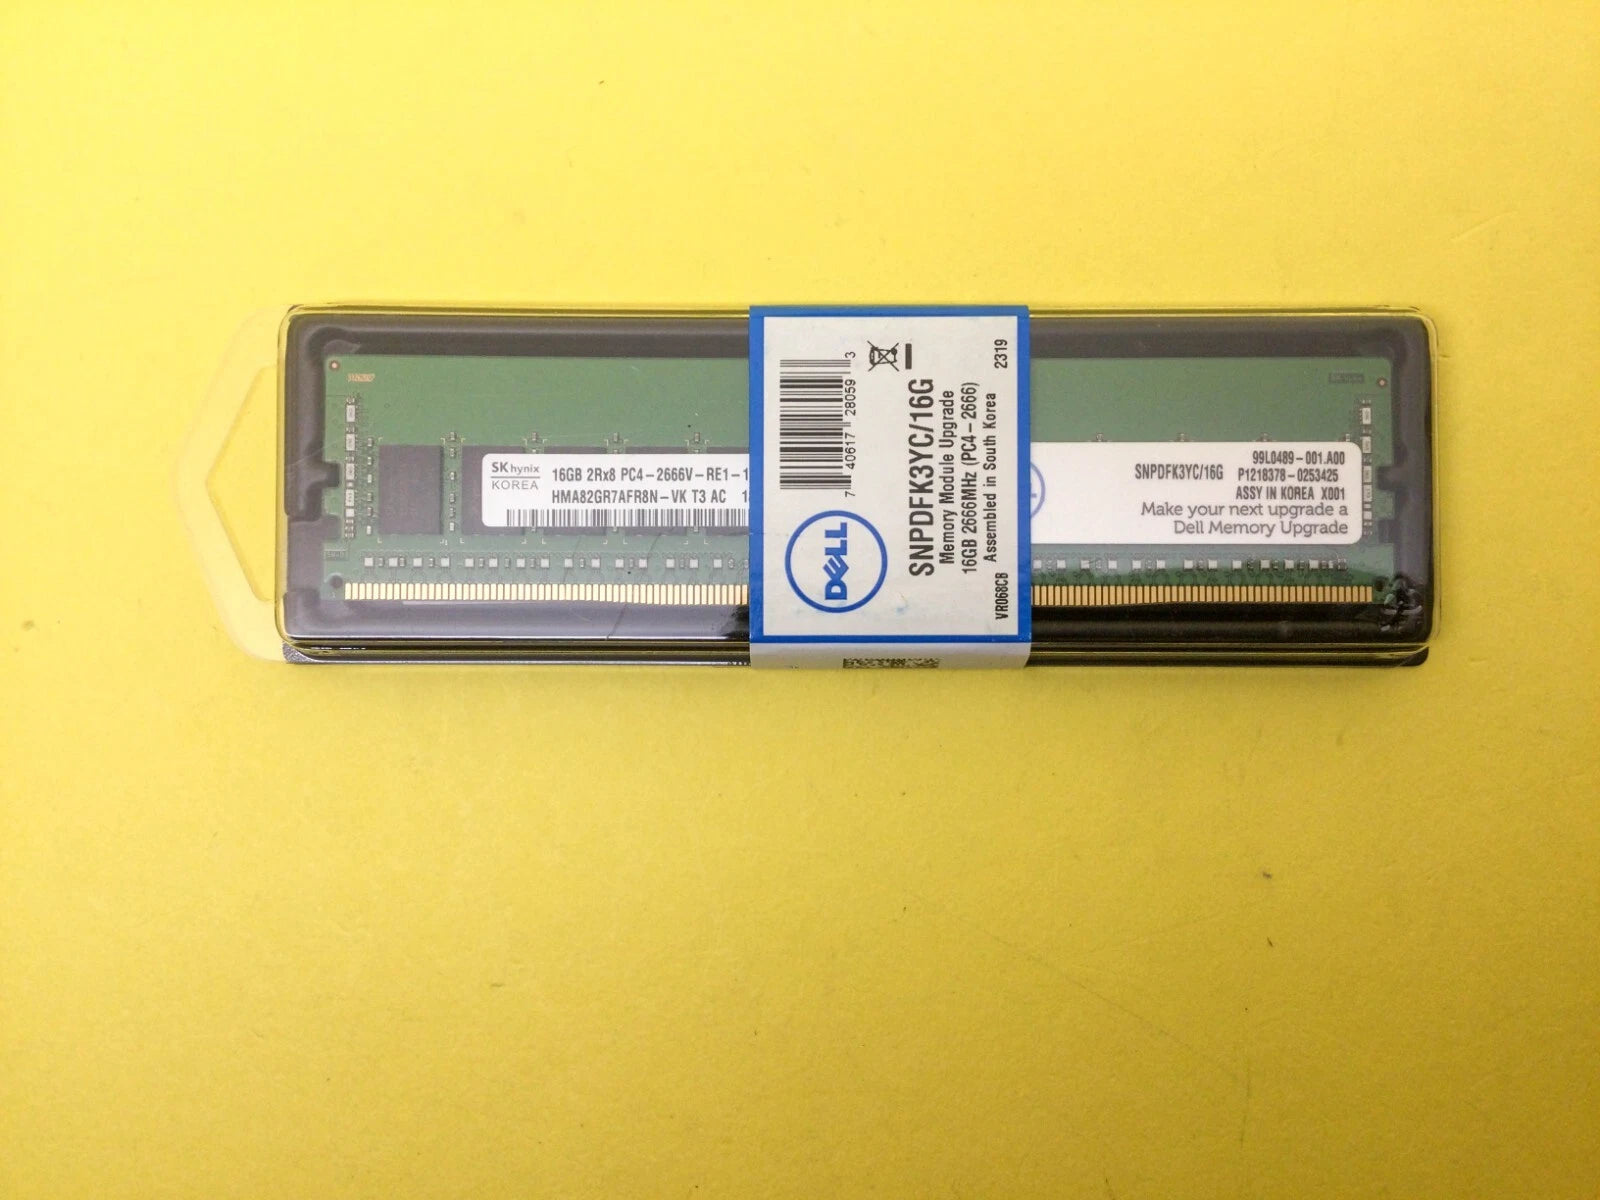 SK hynix
KOREA
16GB 2Rx8 PC4-2666V-RE1-1
HMA82GR7AFR8N-VK T3 AC
7 40617 28059 3
DELL
SNPDFK3YC/16G
Memory Module Upgrade
16GB 2666MHz (PC4-2666)
Assembled in South Korea
2319
VR068CB
99L0489-001.A00
SNPDFK3YC/16G P1218378-0253425
ASSY IN KOREA X001
Make your next upgrade a
Dell Memory Upgrade